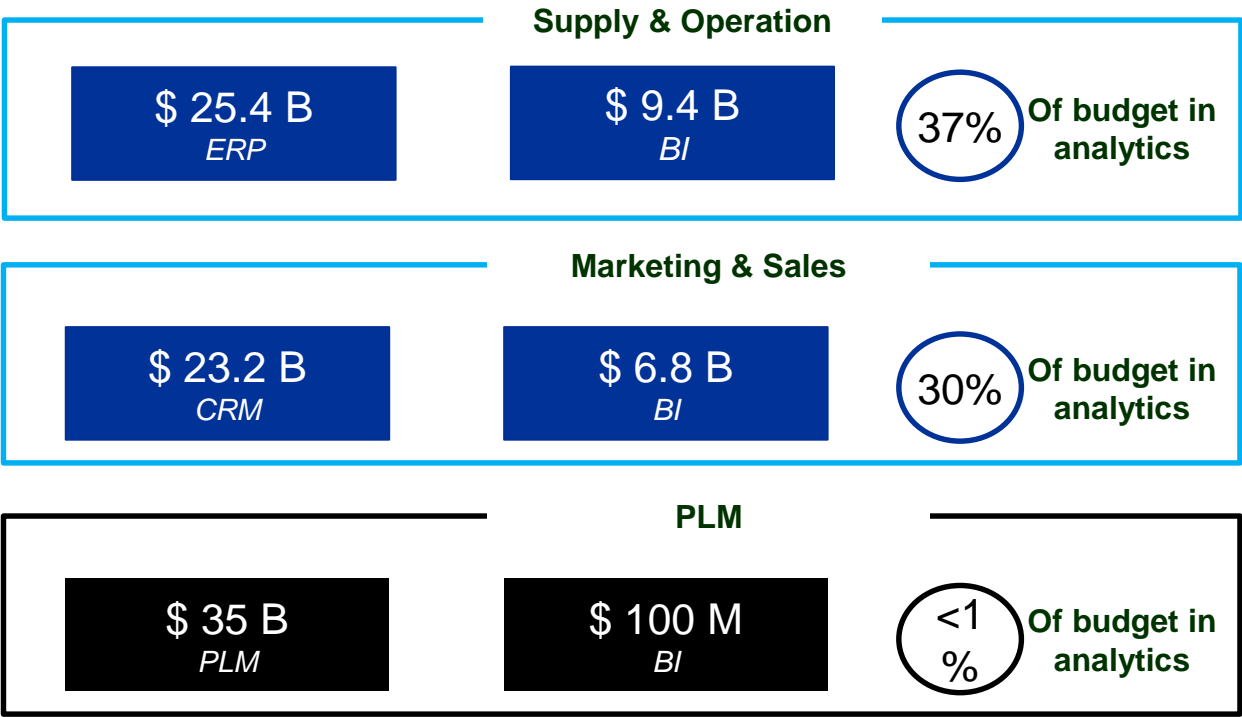 Supply & Operation
$ 25.4 B
ERP
$ 9.4 B
BI
37%
Of budget in
analytics
Marketing & Sales
$ 23.2 B
CRM
$ 6.8 B
BI
30%
Of budget in
analytics
PLM
$ 35 B
PLM
$ 100 M
BI
<1
%
Of budget in
analytics